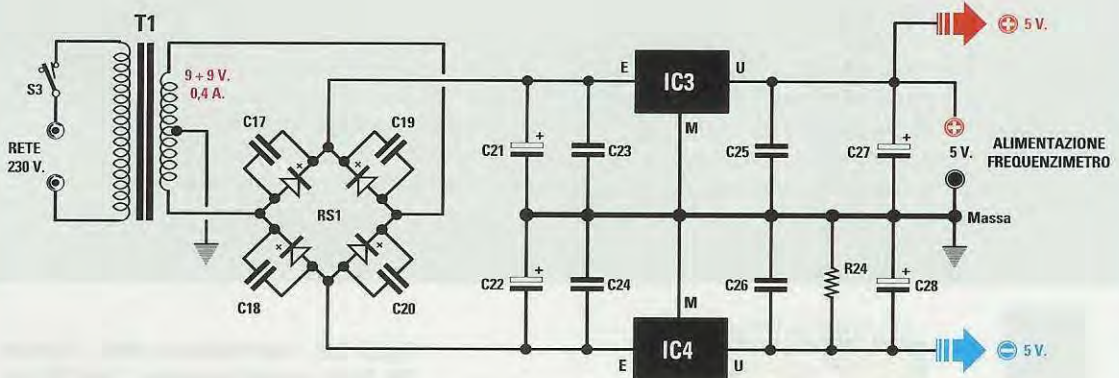 T1
S3
RETE
230 V.
9 + 9 V.
0,4 A.
C17
C19
RS1
C18
C20
C21
C23
C22
C24
E
IC3
U
M
M
E
IC4
U
C25
C27
C26
R24
C28
+
+
+
+
+ 5 V.
+
5 V.
ALIMENTAZIONE
FREQUENZIMETRO
Massa
- 5 V.